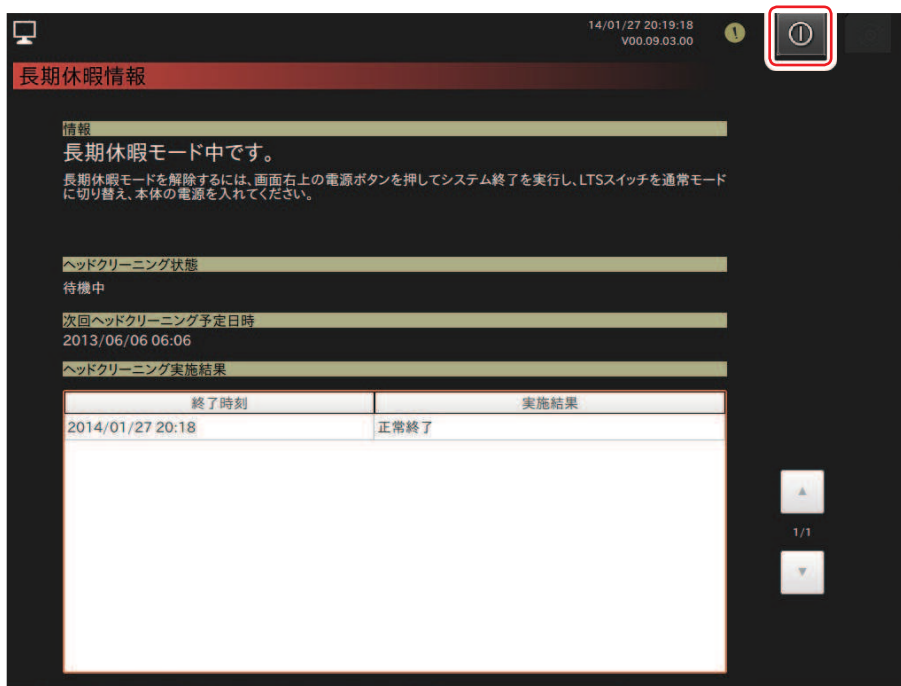 14/01/27 20:19:18
V00.09.03.00
長期休暇情報
情報
長期休暇モード中です。
長期休暇モードを解除するには、画面右上の電源ボタンを押してシステム終了を実行し、LTSスイッチを通常モード
に切り替え、本体の電源を入れてください。
ヘッドクリーニング状態
待機中
次回ヘッドクリーニング予定日時
2013/06/06 06:06
ヘッドクリーニング実施結果
終了時刻 実施結果
2014/01/27 20:18 正常終了
1/1